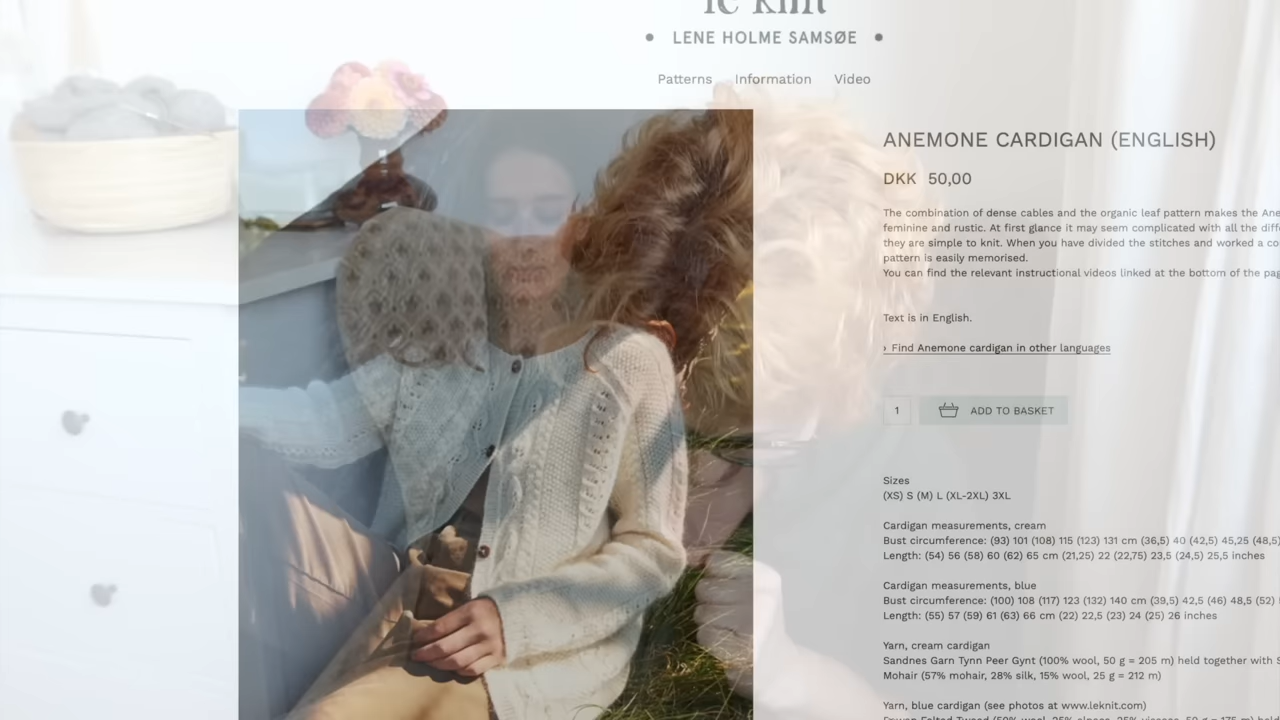 le knit
• LENE HOLME SAMSØE •
Patterns Information Video
ANEMONE CARDIGAN (ENGLISH)
DKK 50,00
The combination of dense cables and the organic leaf pattern makes the
feminine and rustic. At first glance it may seem complicated with all the
they are simple to knit. When you have divided the stitches and worked a
pattern is easily memorised.
You can find the relevant instructional videos linked at the bottom of the
Text is in English.
› Find Anemone cardigan in other languages
1 ADD TO BASKET
Sizes
(XS) S (M) L (XL-2XL) 3XL
Cardigan measurements, cream
Bust circumference: (93) 101 (108) 115 (123) 131 cm (36,5) 40 (42,5) 45,25 (48,5)
Length: (54) 56 (58) 60 (62) 65 cm (21,25) 22 (22,75) 23,5 (24,5) 25,5 inches
Cardigan measurements, blue
Bust circumference: (100) 108 (117) 123 (132) 140 cm (39,5) 42,5 (46) 48,5 (52)
Length: (55) 57 (59) 61 (63) 66 cm (22) 22,5 (23) 24 (25) 26 inches
Yarn, cream cardigan
Sandnes Garn Tynn Peer Gynt (100% wool, 50 g = 205 m) held together with
Mohair (57% mohair, 28% silk, 15% wool, 25 g = 212 m)
Yarn, blue cardigan (see photos at www.leknit.com)